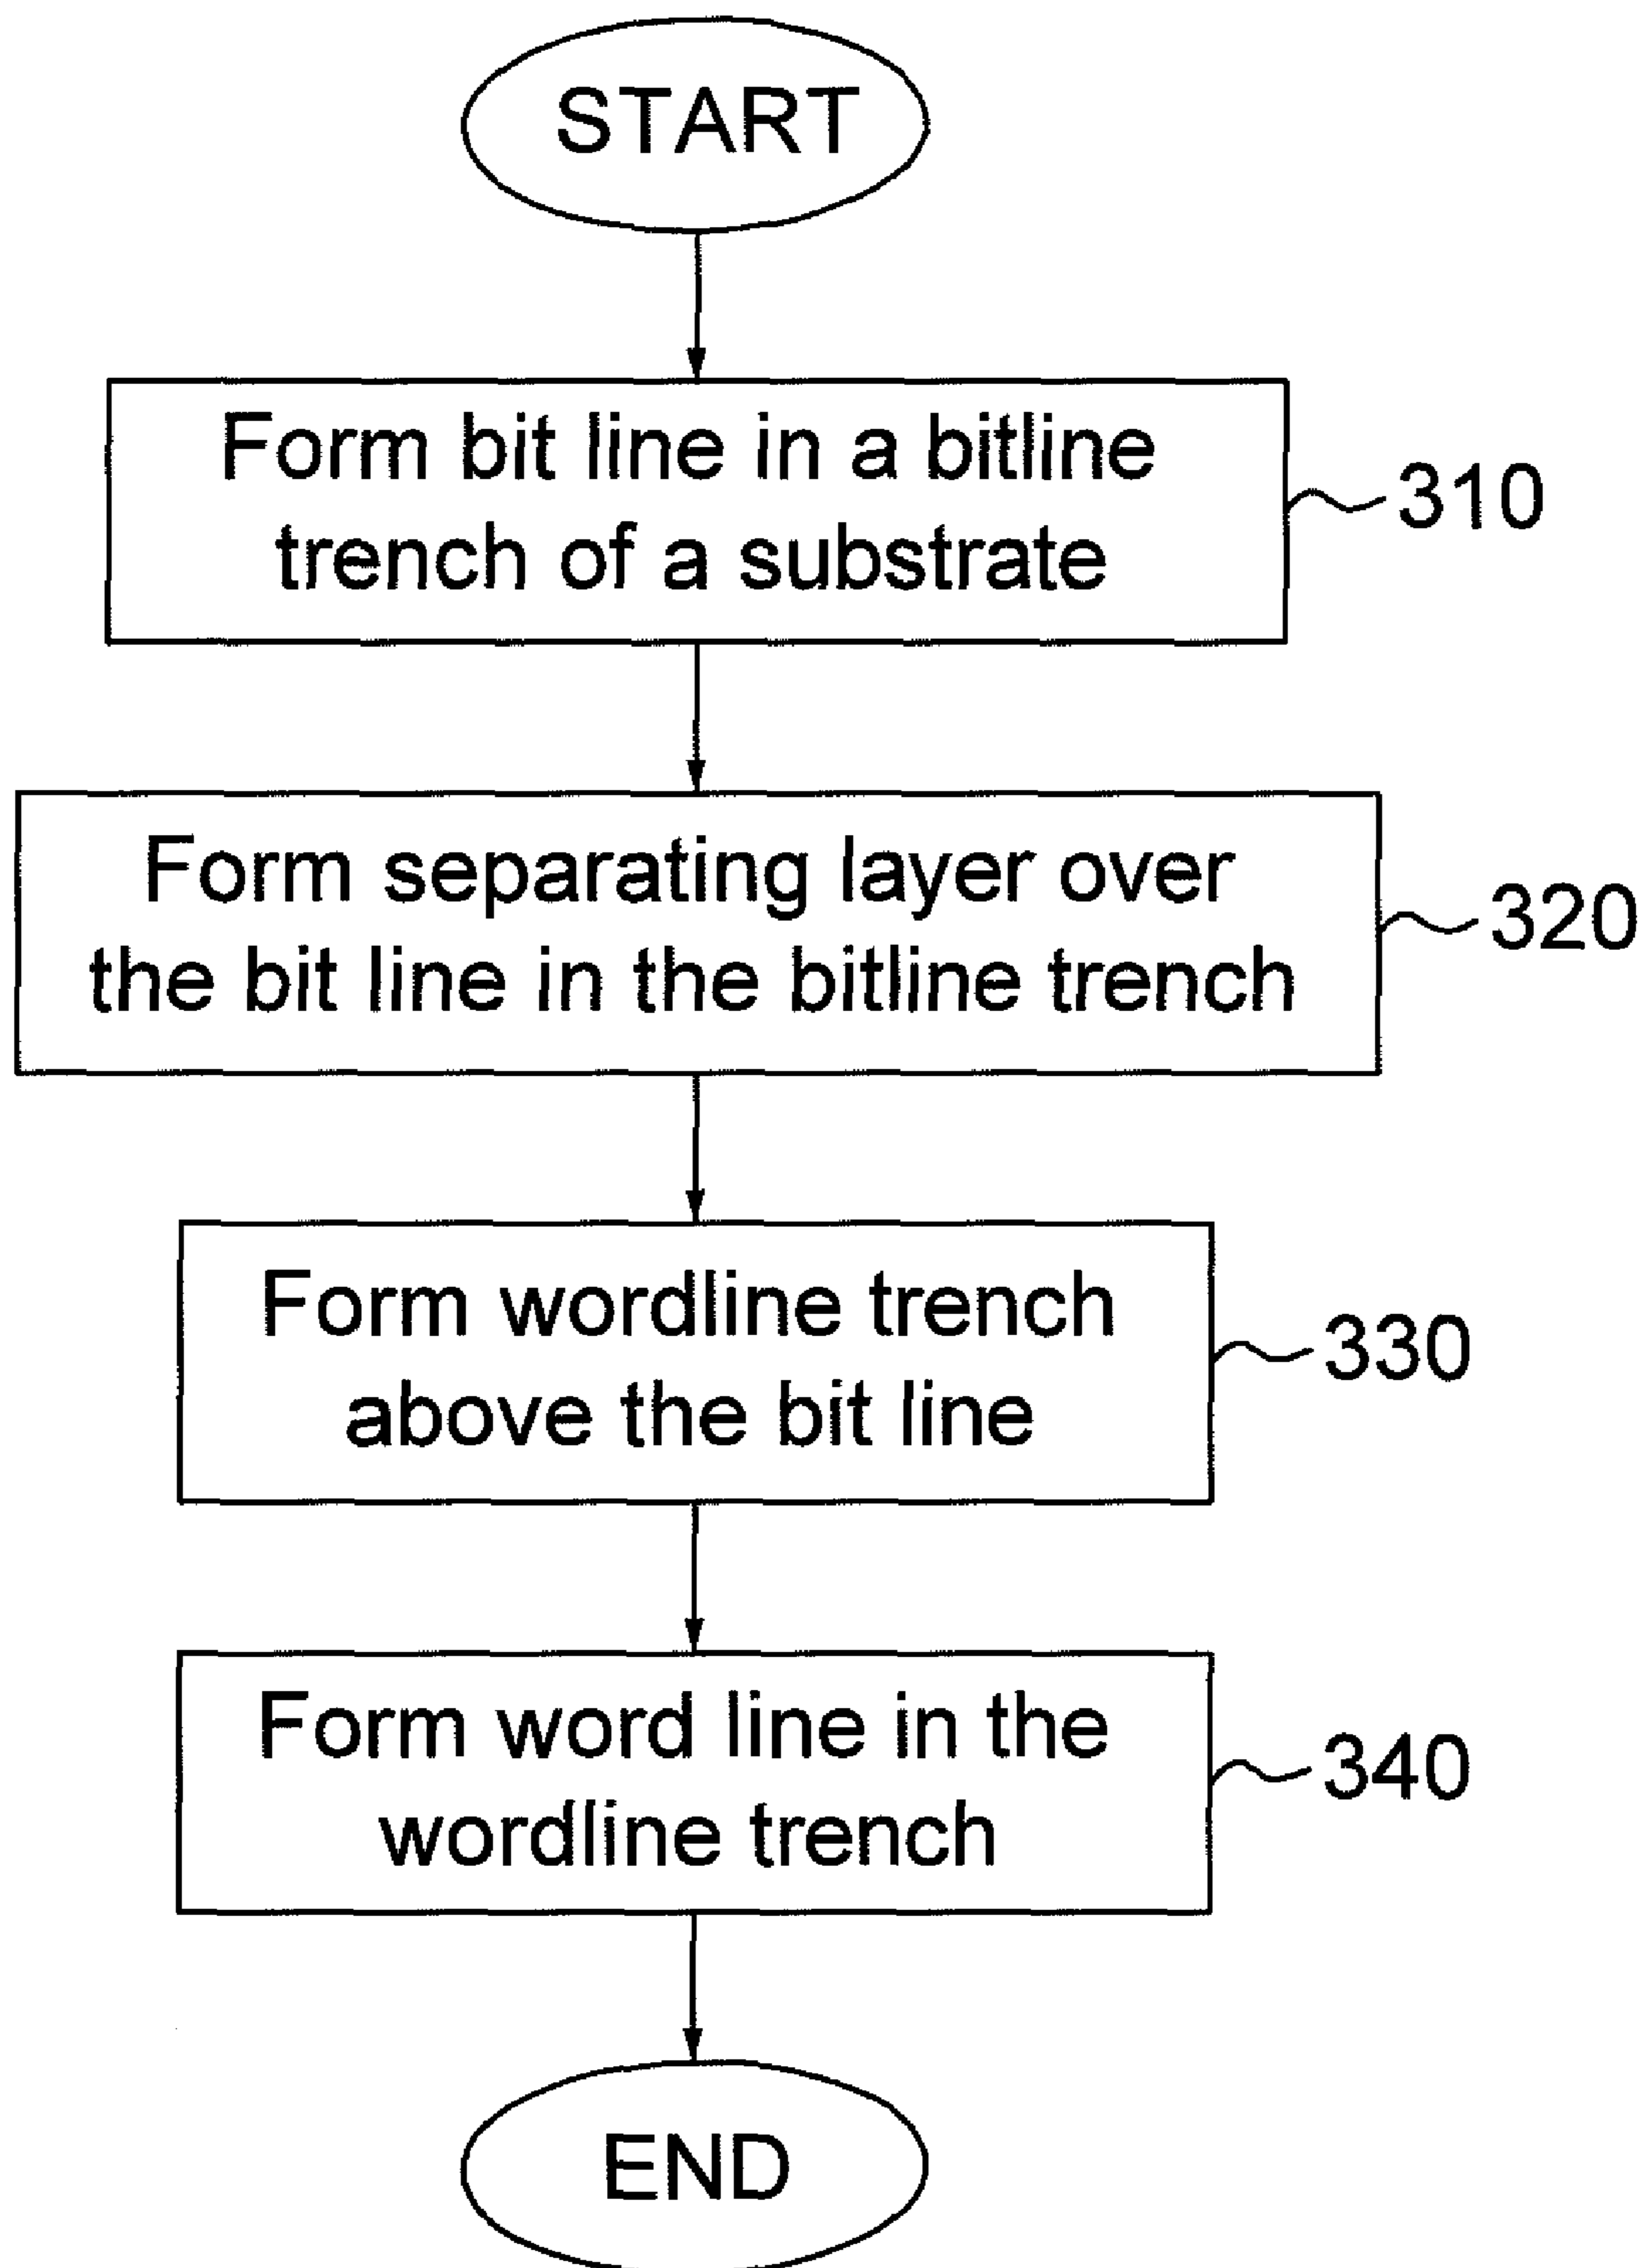 START
Form bit line in a bitline
trench of a substrate
310
Form separating layer over
the bit line in the bitline trench
320
Form wordline trench
above the bit line
330
Form word line in the
wordline trench
340
END